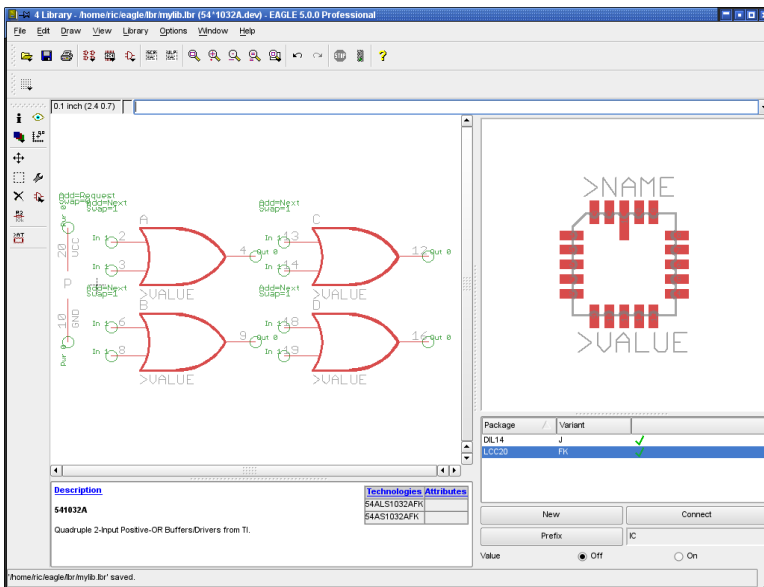 4 Library - /home/ric/eagle/lbr/mylib.lbr (54*1032A.dev) - EAGLE 5.0.0 Professional
File Edit Draw View Library Options Window Help
0.1 inch (2.4 0.7)
Add=Request
Swap=0
Add=Next
Swap=1
A
Pwr 0
20
VCC
In 1
2
In 1
3
4
Out 0
>VALUE
Add=Next
Swap=1
C
In 1
13
In 1
14
12
Out 0
>VALUE
P
Add=Next
Swap=1
B
10
GND
Pwr 0
In 1
6
In 1
8
9
Out 0
>VALUE
Add=Next
Swap=1
D
In 1
18
In 1
19
16
Out 0
>VALUE
>NAME
>VALUE
Package Variant
DIL14 J
LCC20 FK
Description
541032A
Quadruple 2-Input Positive-OR Buffers/Drivers from TI.
Technologies Attributes
54ALS1032AFK
54AS1032AFK
New Connect
Prefix IC
Value Off On
'/home/ric/eagle/lbr/mylib.lbr' saved.